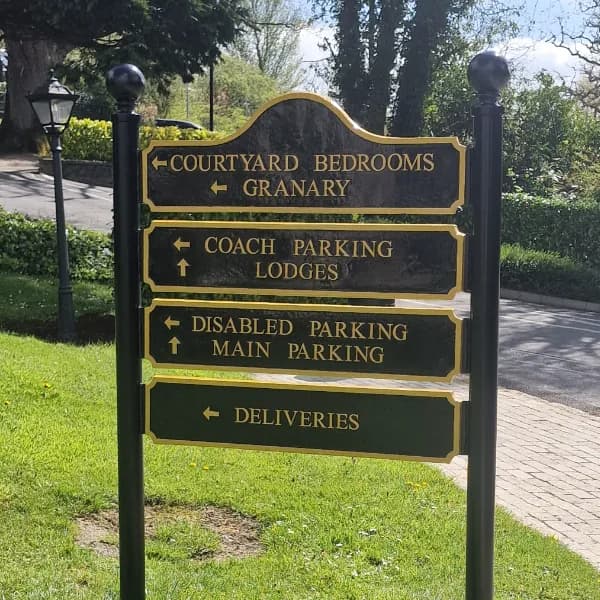 ← COURTYARD BEDROOMS
← GRANARY
← COACH PARKING
↑ LODGES
← DISABLED PARKING
↑ MAIN PARKING
← DELIVERIES